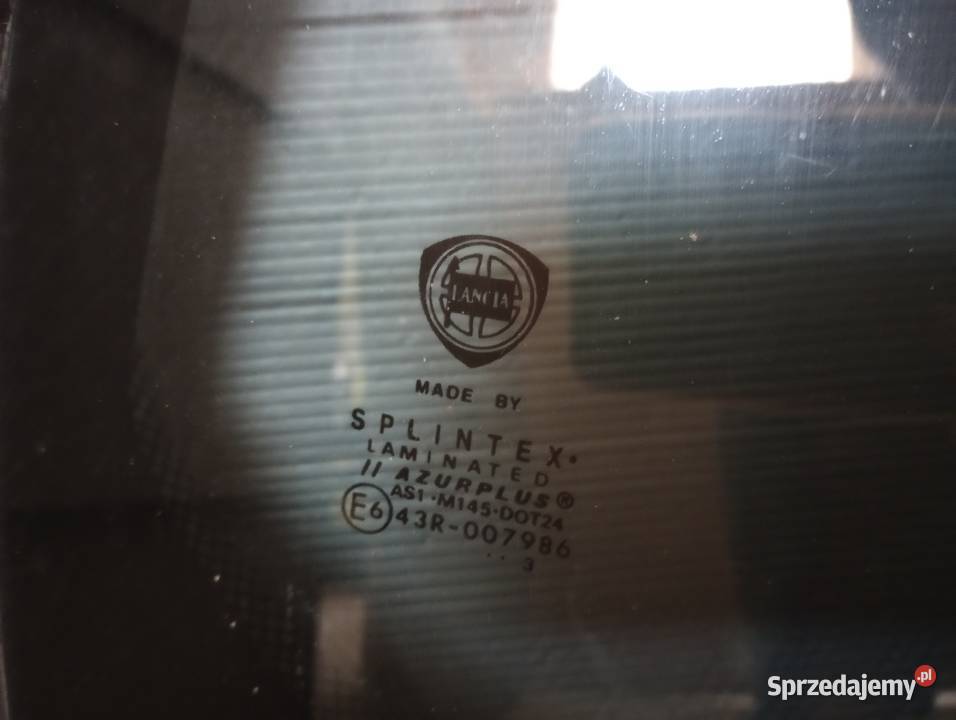 LANCIA
MADE BY
SPLINTEX.
LAMINATED
// AZURPLUS®
AS1·M145·DOT24
E6 43R-007986
.. 3
Sprzedajemy.pl